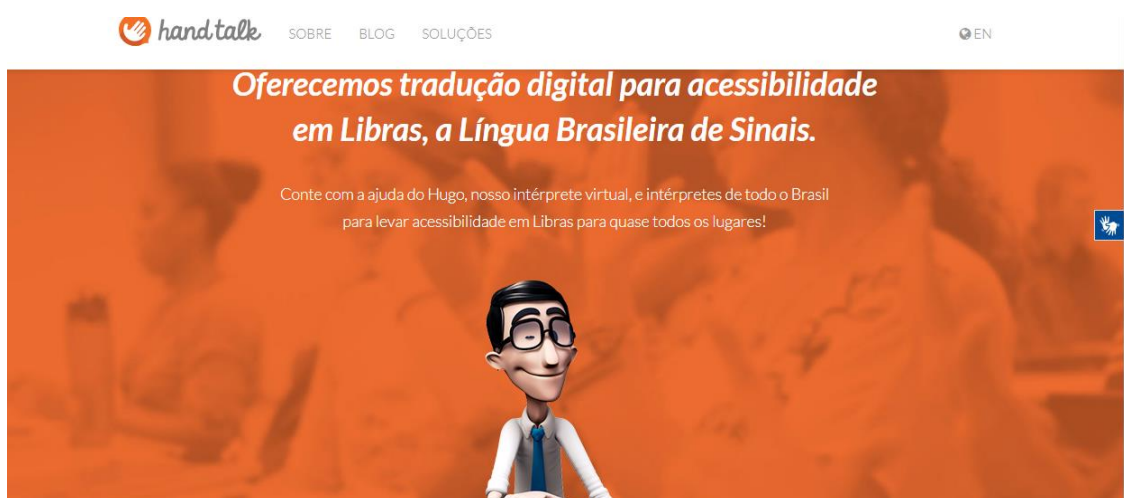 hand talk SOBRE BLOG SOLUÇÕES EN
Oferecemos tradução digital para acessibilidade
em Libras, a Língua Brasileira de Sinais.
Conte com a ajuda do Hugo, nosso intérprete virtual, e intérpretes de todo o Brasil
para levar acessibilidade em Libras para quase todos os lugares!